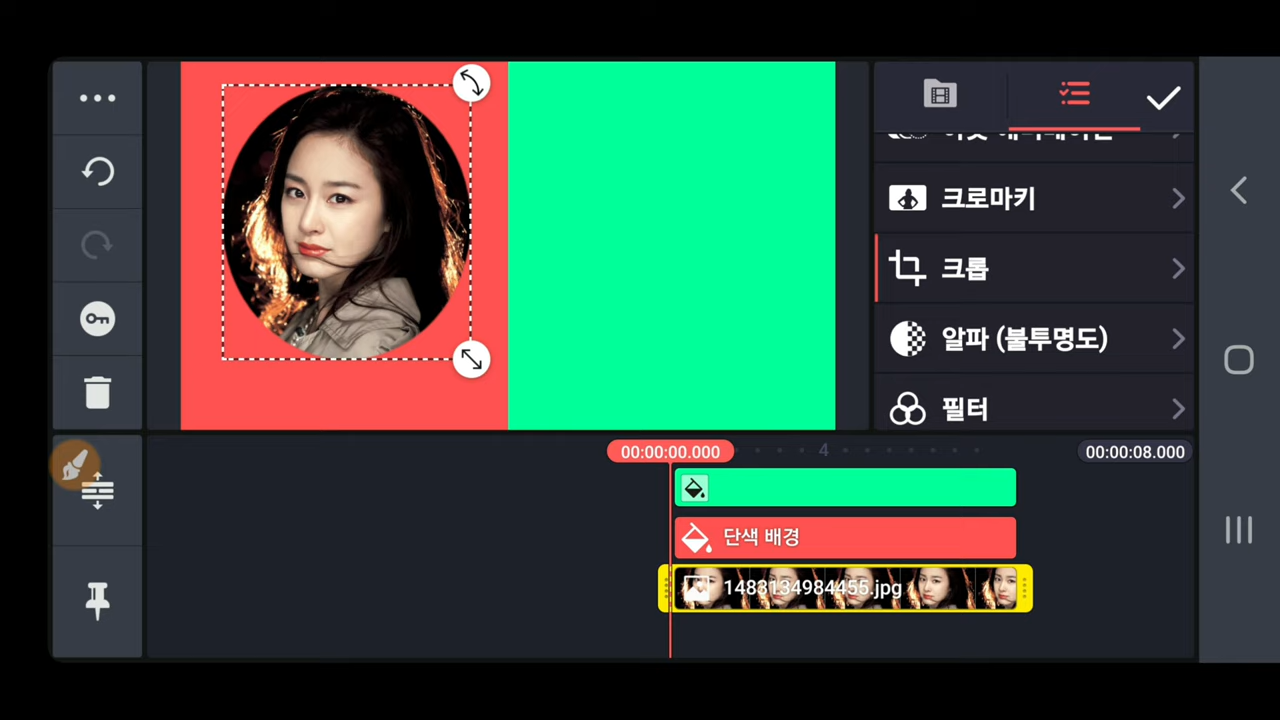 크로마키
크롭
알파 (불투명도)
필터
00:00:00.000
4
00:00:08.000
단색 배경
1483134984455.jpg